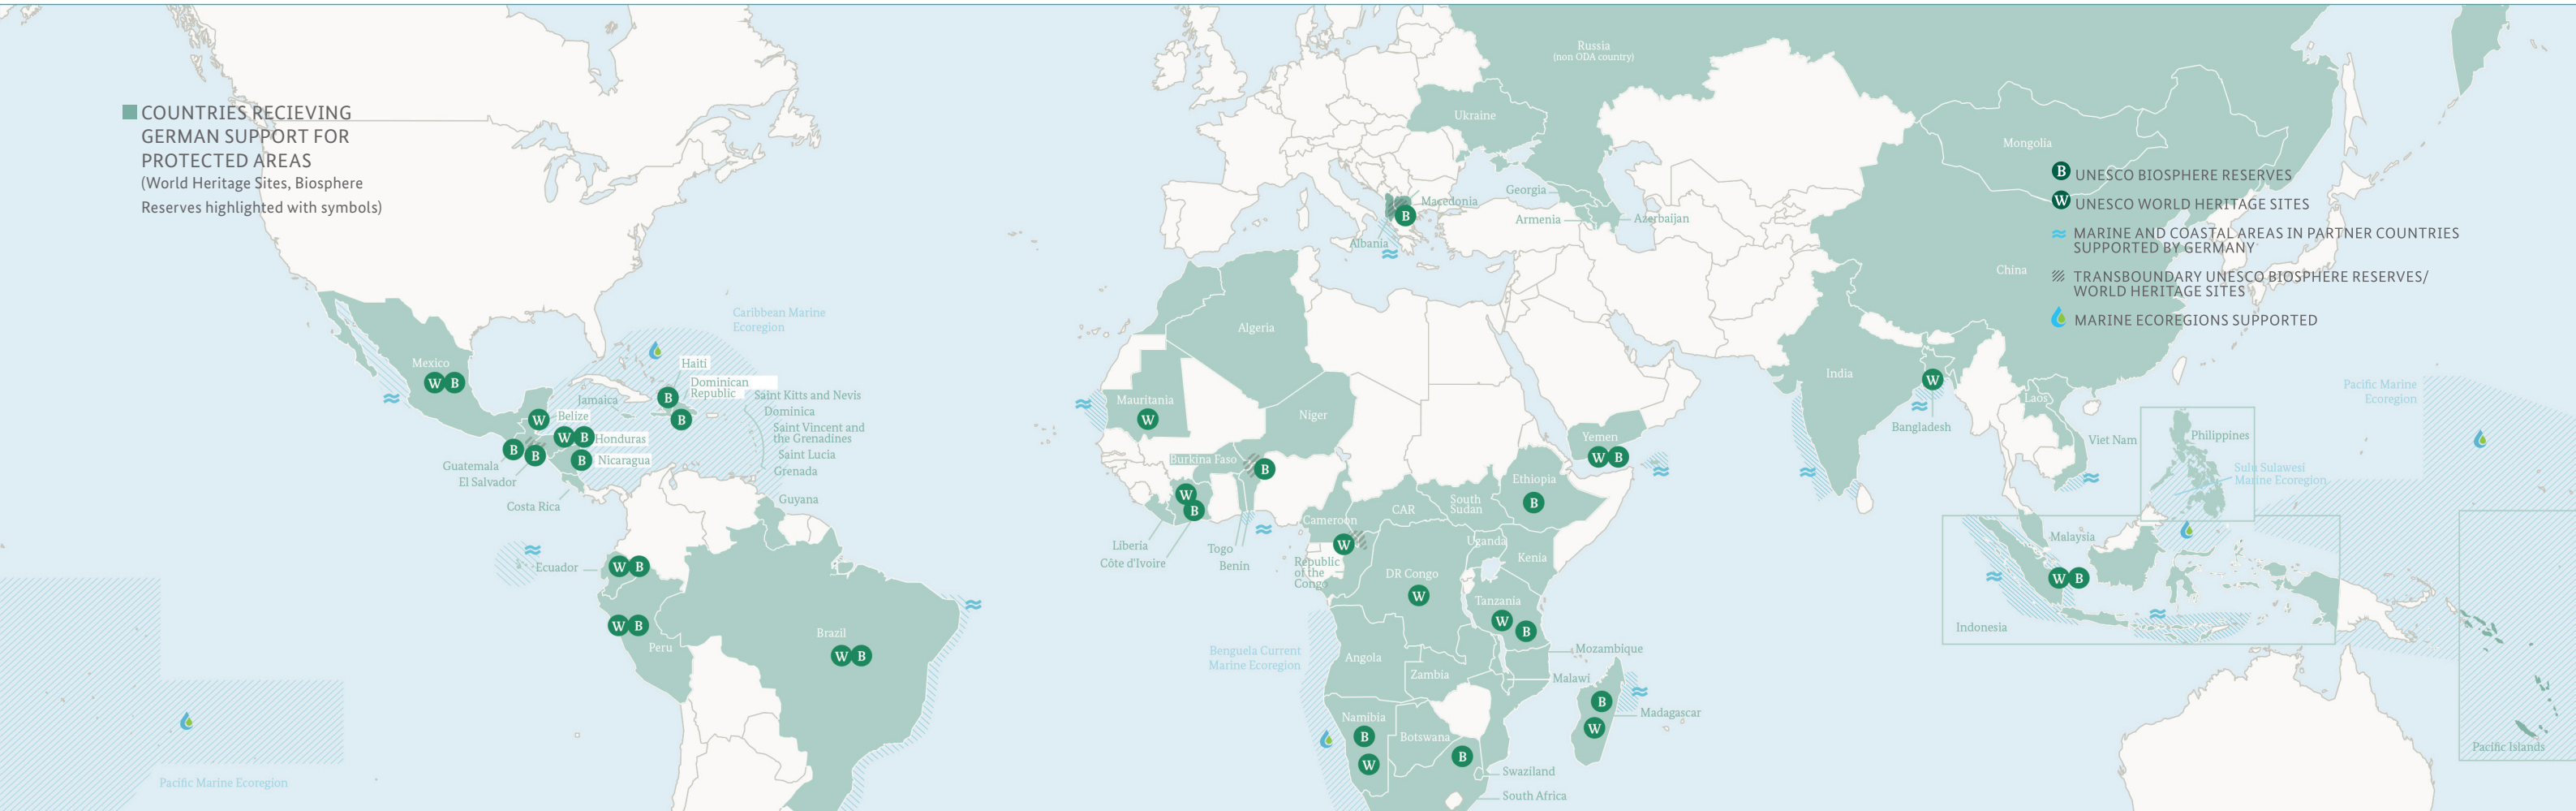 COUNTRIES RECIEVING
GERMAN SUPPORT FOR
PROTECTED AREAS
(World Heritage Sites, Biosphere
Reserves highlighted with symbols)
B UNESCO BIOSPHERE RESERVES
W UNESCO WORLD HERITAGE SITES
MARINE AND COASTAL AREAS IN PARTNER COUNTRIES
SUPPORTED BY GERMANY
TRANSBOUNDARY UNESCO BIOSPHERE RESERVES/
WORLD HERITAGE SITES
MARINE ECOREGIONS SUPPORTED
Caribbean Marine
Ecoregion
Mexico
W B
Haiti
B
Dominican
Republic
B
Jamaica
Saint Kitts and Nevis
Dominica
Saint Vincent and
the Grenadines
Saint Lucia
Grenada
W
Belize
W B
Honduras
B
Nicaragua
B
Guatemala
B
El Salvador
Costa Rica
Guyana
Ecuador
W B
W B
Peru
Brazil
W B
Pacific Marine Ecoregion
Russia
(non ODA country)
Ukraine
Georgia
Armenia
Azerbaijan
Macedonia
B
Albania
Algeria
Mauritania
W
Niger
Burkina Faso
B
W
B
Liberia
Côte d'Ivoire
Togo
Benin
Cameroon
W
Republic
of the
Congo
CAR
South
Sudan
Ethiopia
B
Yemen
W B
Uganda
Kenia
DR Congo
W
Tanzania
W
B
Benguela Current
Marine Ecoregion
Angola
Zambia
Mozambique
Malawi
B
W
Madagascar
Namibia
B
W
Botswana
B
Swaziland
South Africa
Mongolia
China
India
W
Bangladesh
Laos
Viet Nam
Philippines
Sulu Sulawesi
Marine Ecoregion
Malaysia
W B
Indonesia
Pacific Marine
Ecoregion
Pacific Islands